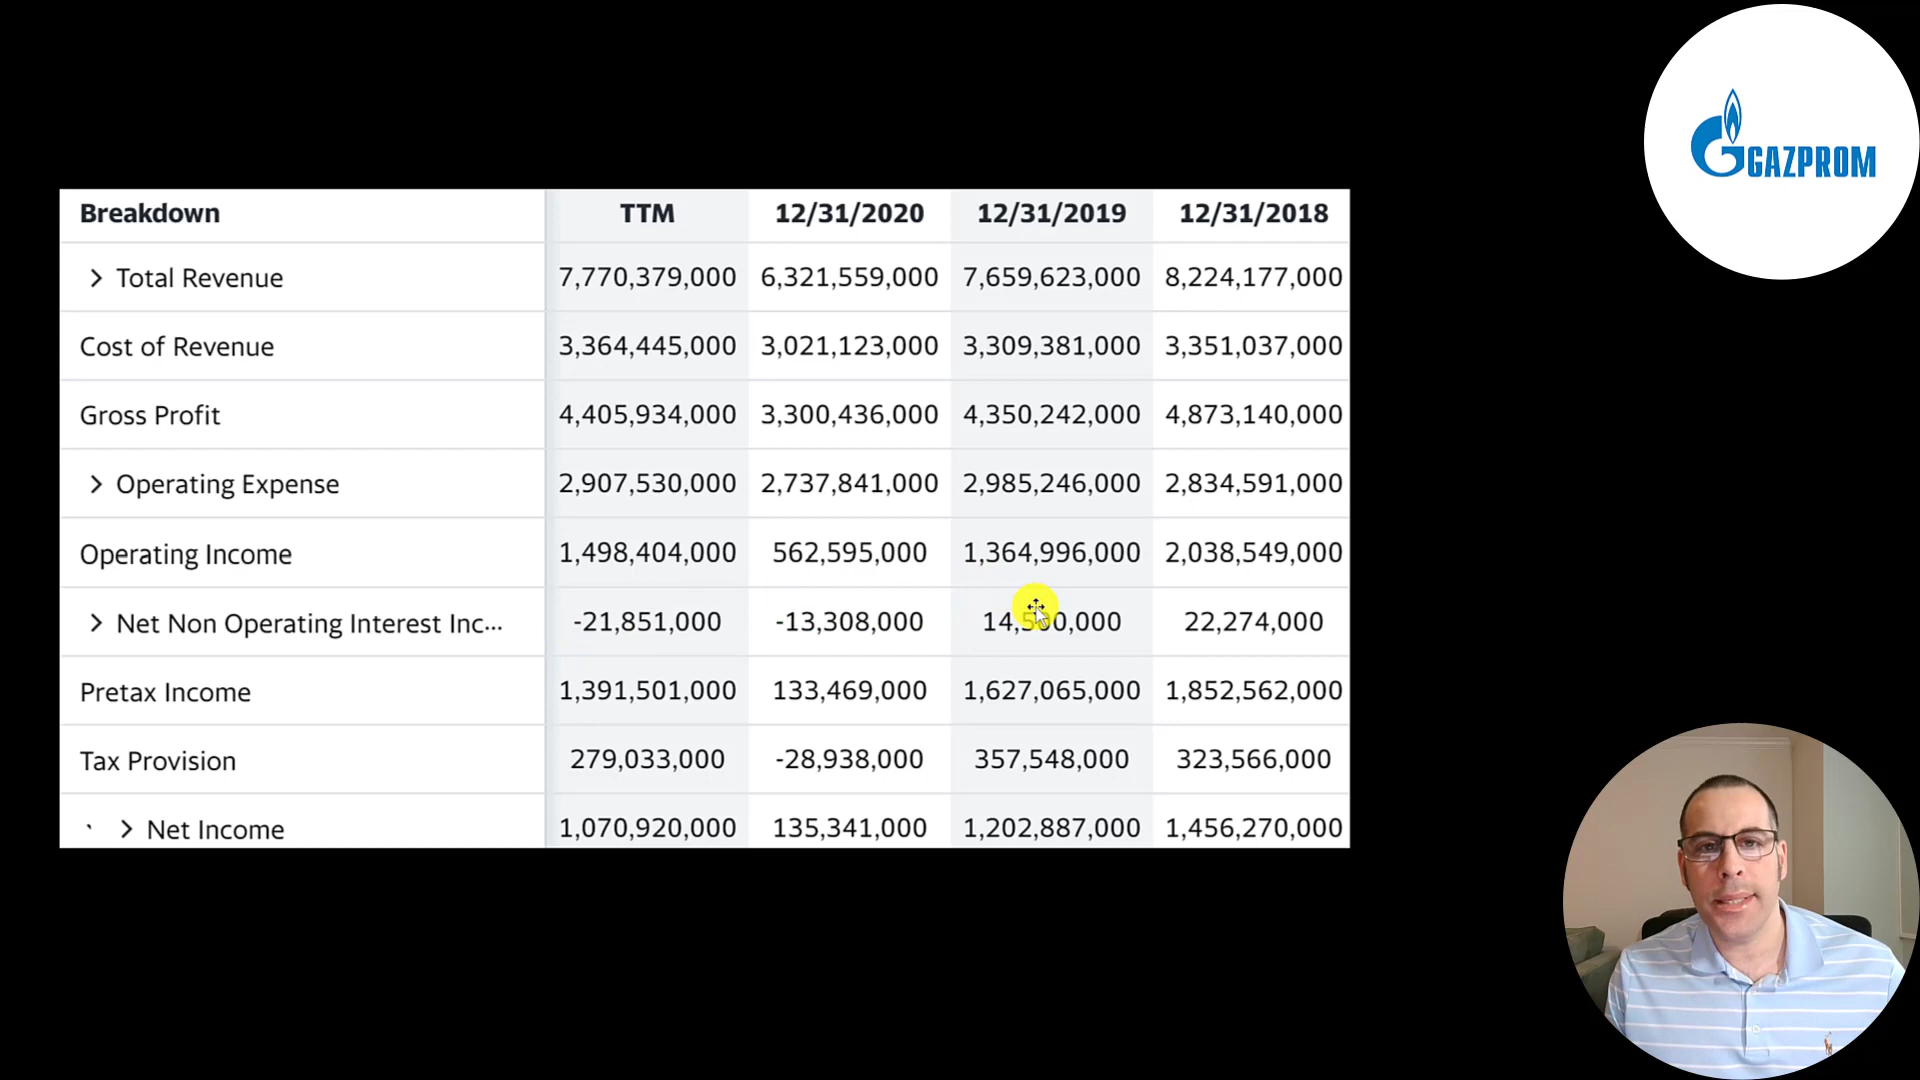 GAZPROM
Breakdown TTM 12/31/2020 12/31/2019 12/31/2018
Total Revenue 7,770,379,000 6,321,559,000 7,659,623,000 8,224,177,000
Cost of Revenue 3,364,445,000 3,021,123,000 3,309,381,000 3,351,037,000
Gross Profit 4,405,934,000 3,300,436,000 4,350,242,000 4,873,140,000
Operating Expense 2,907,530,000 2,737,841,000 2,985,246,000 2,834,591,000
Operating Income 1,498,404,000 562,595,000 1,364,996,000 2,038,549,000
Net Non Operating Interest Inc... -21,851,000 -13,308,000 22,274,000
Pretax Income 1,391,501,000 133,469,000 1,627,065,000 1,852,562,000
Tax Provision 279,033,000 -28,938,000 357,548,000 323,566,000
Net Income 1,070,920,000 135,341,000 1,202,887,000 1,456,270,000